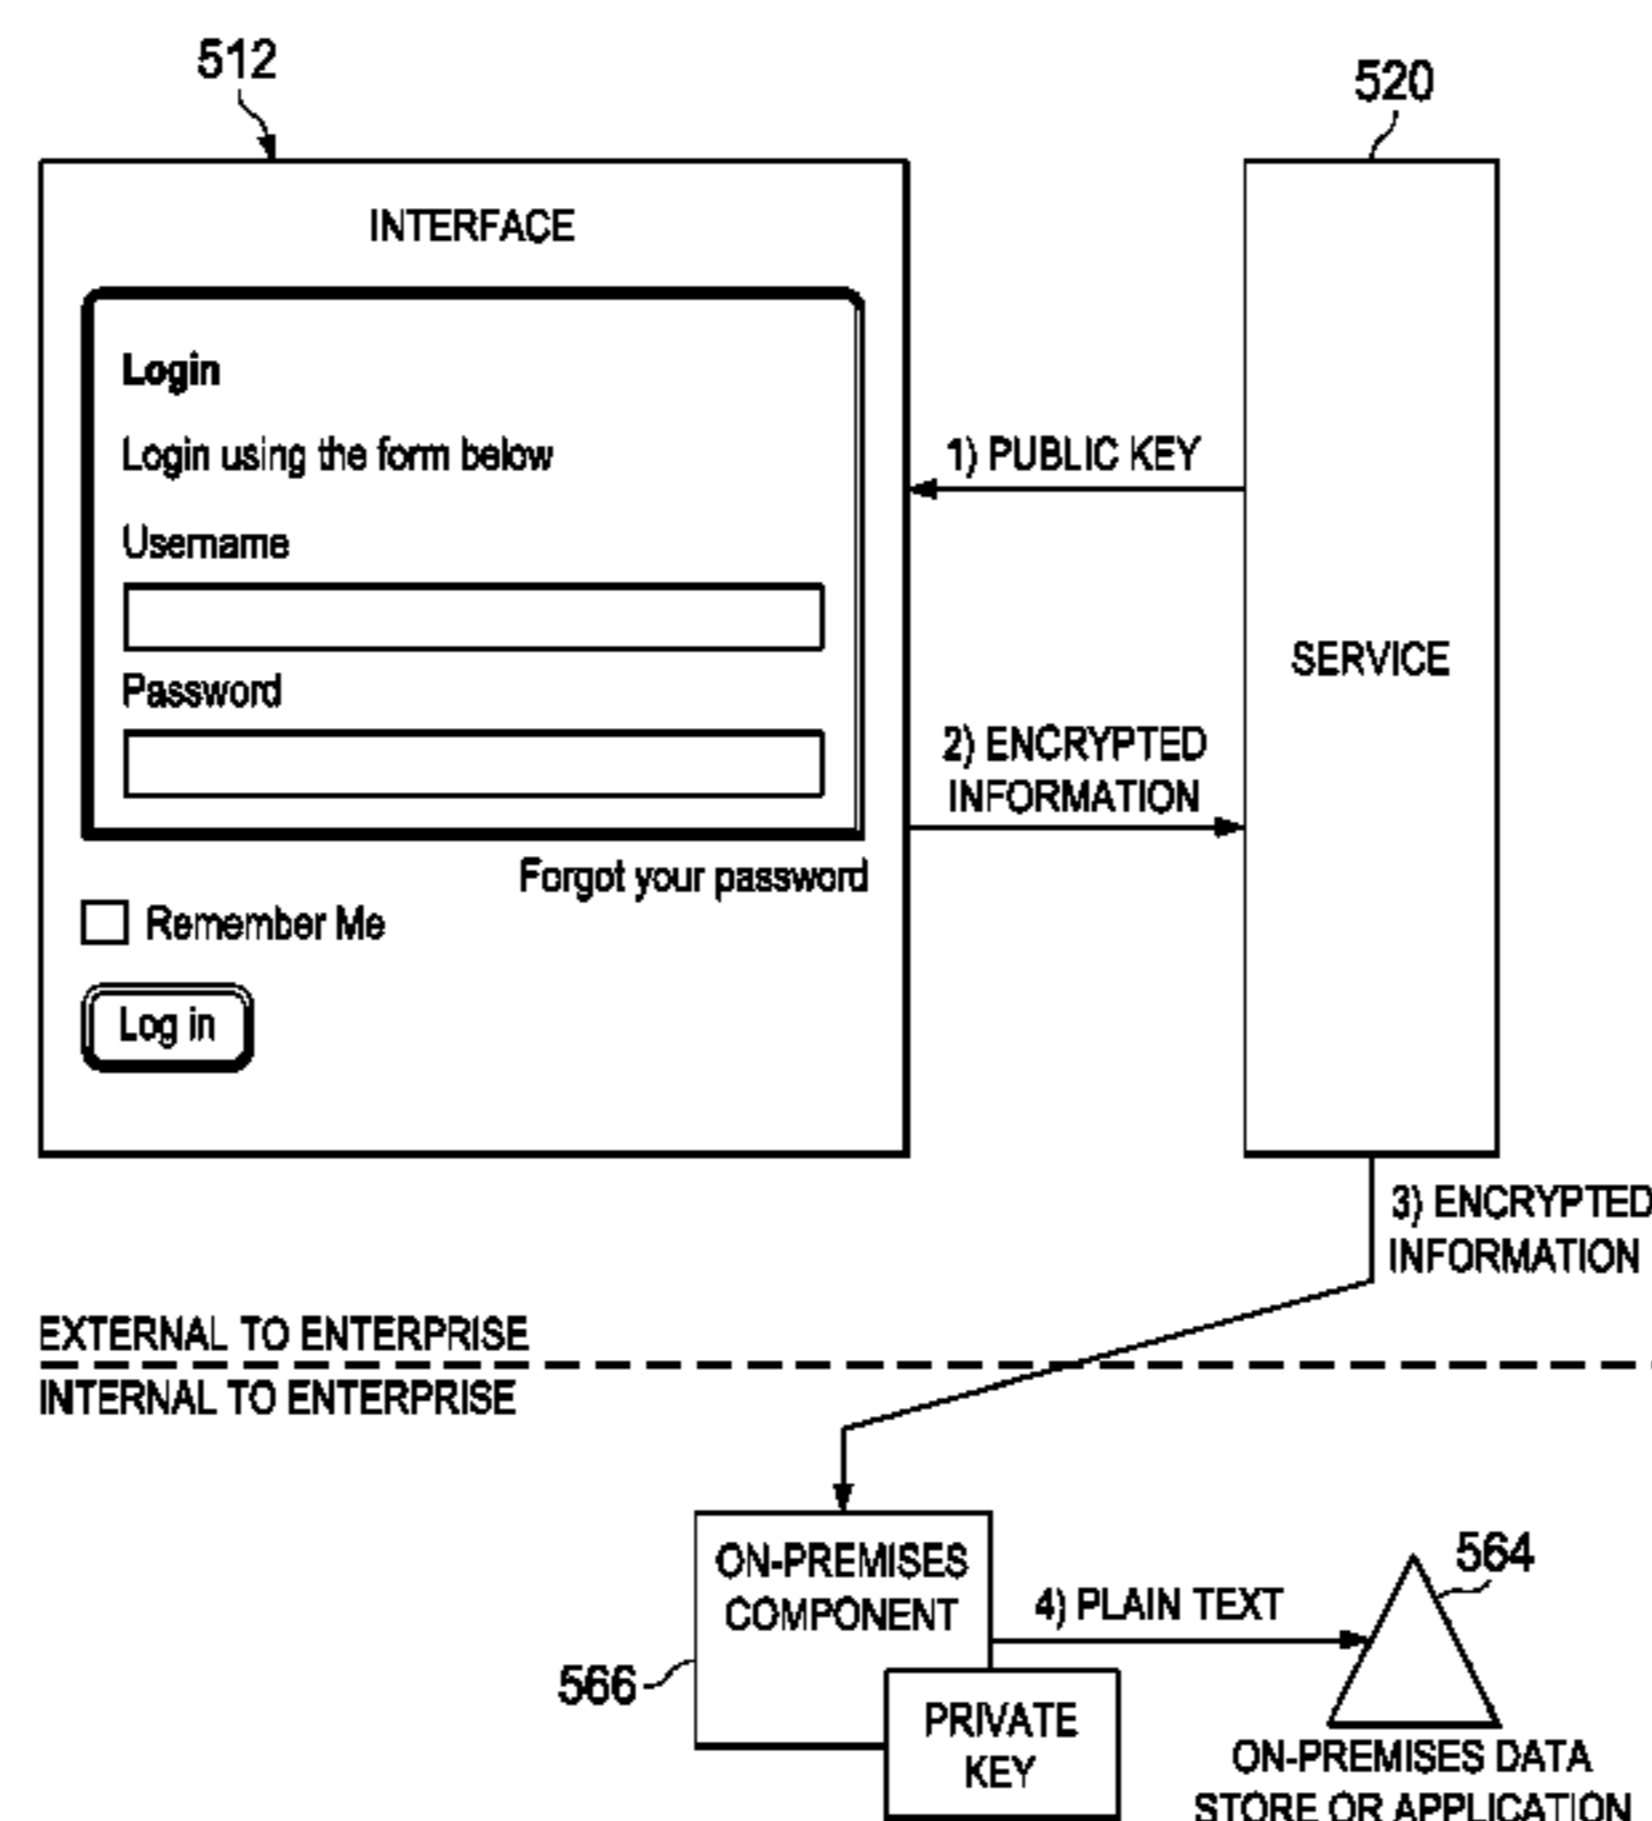 512
520
INTERFACE
Login
Login using the form below
Username
Password
Forgot your password
Remember Me
Log in
1) PUBLIC KEY
2) ENCRYPTED
INFORMATION
SERVICE
3) ENCRYPTED
INFORMATION
EXTERNAL TO ENTERPRISE
INTERNAL TO ENTERPRISE
ON-PREMISES
COMPONENT
566
PRIVATE
KEY
4) PLAIN TEXT
564
ON-PREMISES DATA
STORE OR APPLICATION